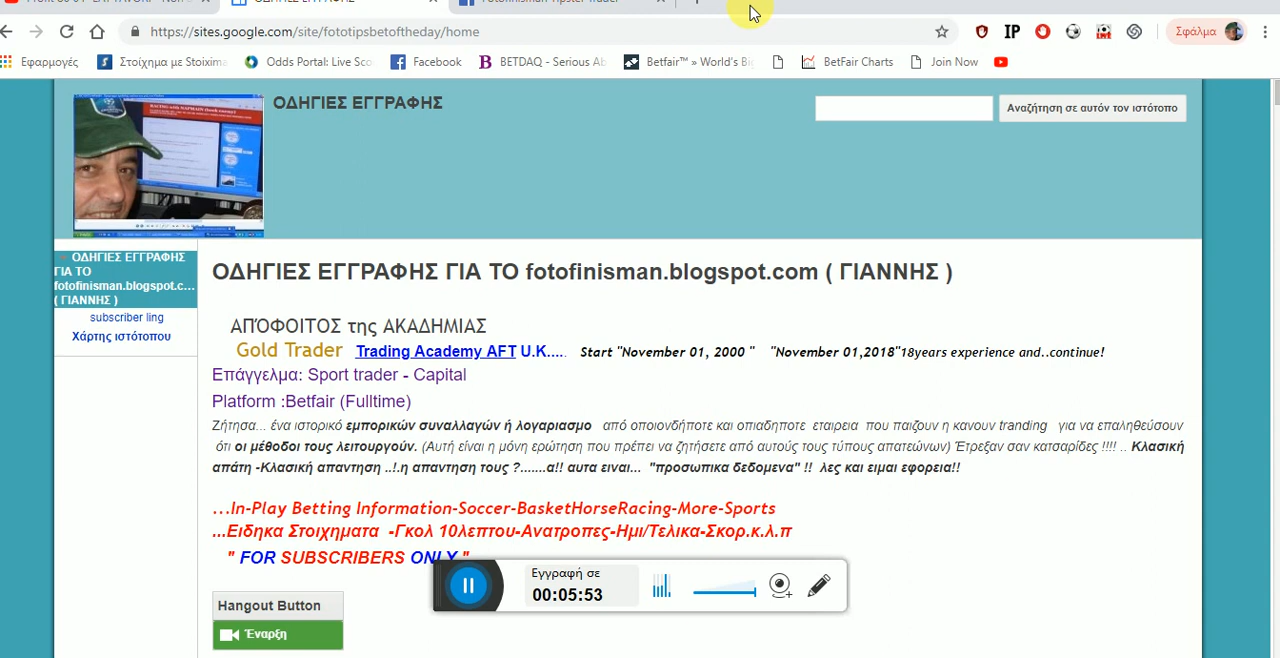 https://sites.google.com/site/fototipsbetoftheday/home
IP
Σφάλμα
Εφαρμογές
Στοίχημα με Stoixima
Odds Portal: Live Sco
Facebook
BETDAQ - Serious Ab
Betfair™ » World's Big
BetFair Charts
Join Now
ΟΔΗΓΙΕΣ ΕΓΓΡΑΦΗΣ
Αναζήτηση σε αυτόν τον ιστότοπο
ΟΔΗΓΙΕΣ ΕΓΓΡΑΦΗΣ
ΓΙΑ ΤΟ
fotofinisman.blogspot.c...
( ΓΙΑΝΝΗΣ )
subscriber ling
Χάρτης ιστότοπου
ΟΔΗΓΙΕΣ ΕΓΓΡΑΦΗΣ ΓΙΑ ΤΟ fotofinisman.blogspot.com ( ΓΙΑΝΝΗΣ )
ΑΠΌΦΟΙΤΟΣ της ΑΚΑΔΗΜΙΑΣ
Gold Trader Trading Academy AFT U.K..... Start "November 01, 2000 " "November 01,2018"18years experience and..continue!
Επάγγελμα: Sport trader - Capital
Platform :Betfair (Fulltime)
Ζήτησα... ένα ιστορικό εμπορικών συναλλαγών ή λογαριασμο από οποιονδήποτε και οπιαδηποτε εταιρεια που παιζουν η κανουν tranding για να επαληθεύσουν
ότι οι μέθοδοι τους λειτουργούν. (Αυτή είναι η μόνη ερώτηση που πρέπει να ζητήσετε από αυτούς τους τύπους απατεώνων) Έτρεξαν σαν κατσαρίδες !!!! .. Κλασική
απάτη -Κλασική απαντηση ..!.η απαντηση τους ?.......α!! αυτα ειναι... "προσωπικα δεδομενα" !! λες και ειμαι εφορεια!!
...In-Play Betting Information-Soccer-BasketHorseRacing-More-Sports
...Ειδηκα Στοιχηματα -Γκολ 10λεπτου-Ανατροπες-Ημι/Τελικα-Σκορ.κ.λ.π
" FOR SUBSCRIBERS ONLY "
Εγγραφή σε
00:05:53
Hangout Button
Έναρξη